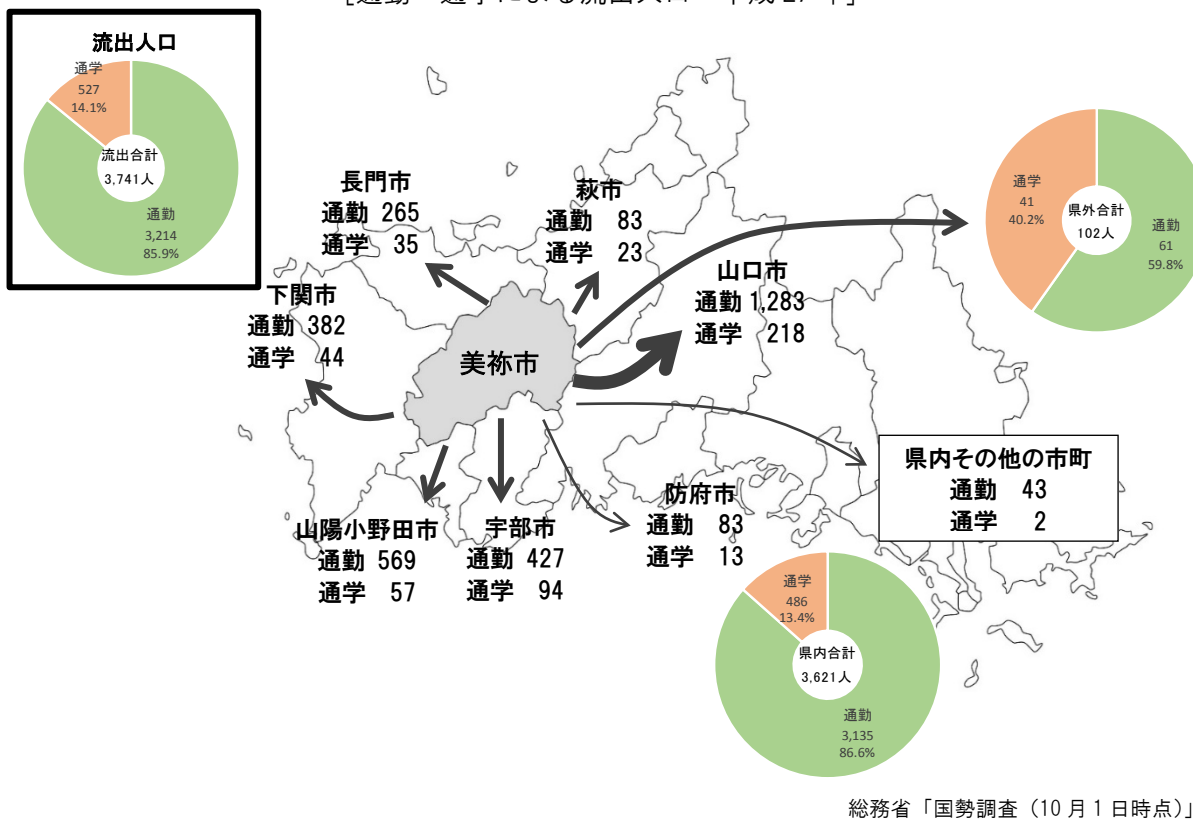 流出人口
通学
527
14.1%
流出合計
3,741人
通勤
3,214
85.9%
長門市
通勤 265
通学 35
萩市
通勤 83
通学 23
下関市
通勤 382
通学 44
山口市
通勤 1,283
通学 218
美祢市
通学
41
40.2%
県外合計
102人
通勤
61
59.8%
県内その他の市町
通勤 43
通学 2
山陽小野田市
通勤 569
通学 57
宇部市
通勤 427
通学 94
防府市
通勤 83
通学 13
通学
486
13.4%
県内合計
3,621人
通勤
3,135
86.6%
総務省「国勢調査(10月1日時点)」